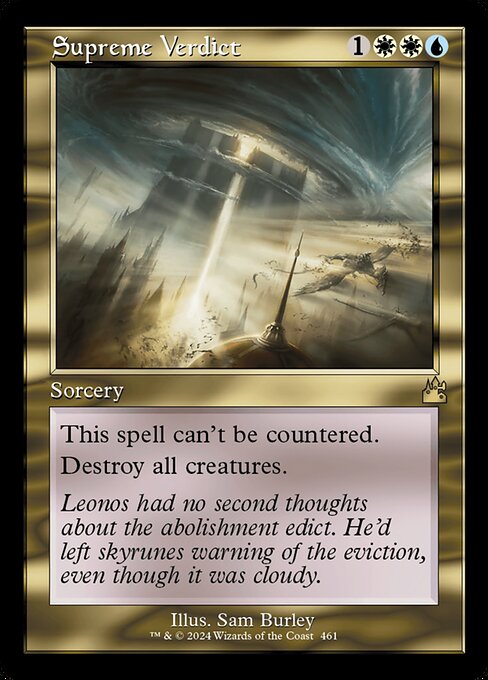 Supreme Verdict 1
Sorcery
This spell can't be countered.
Destroy all creatures.
Leonos had no second thoughts
about the abolishment edict. He'd
left skyrunes warning of the eviction,
even though it was cloudy.
Illus. Sam Burley
™ & © 2024 Wizards of the Coast 461